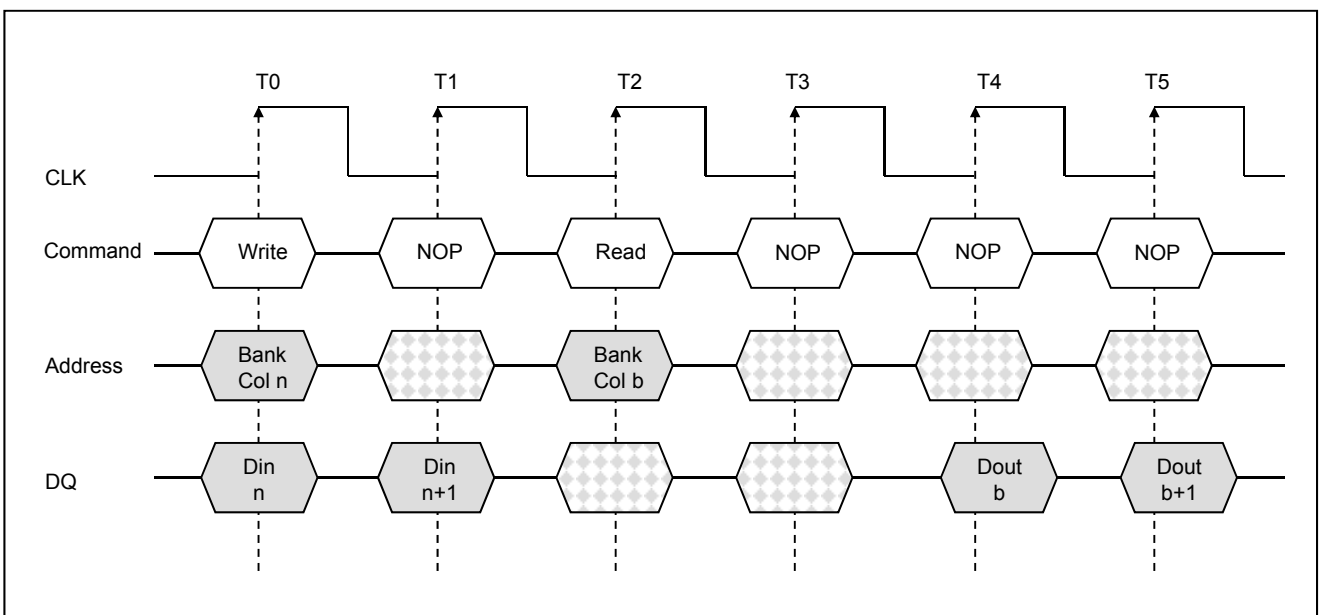 T0 T1 T2 T3 T4 T5
CLK
Command Write NOP Read NOP NOP NOP
Address Bank Col n Bank Col b
DQ Din n Din n+1 Dout b Dout b+1